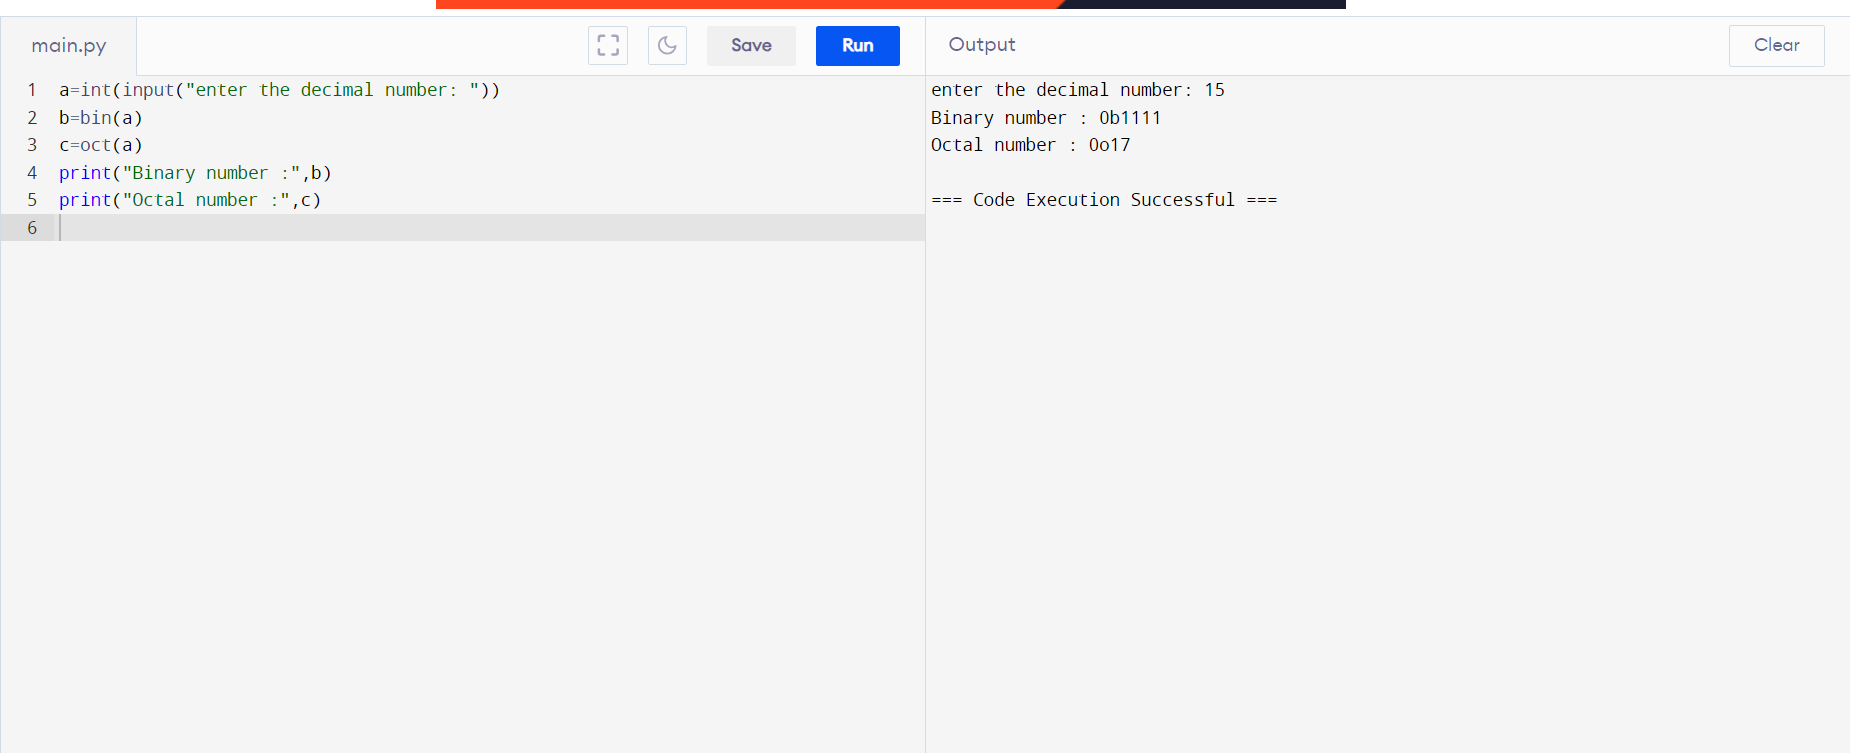 main.py
Save
Run
1 a=int(input("enter the decimal number: "))
2 b=bin(a)
3 c=oct(a)
4 print("Binary number :",b)
5 print("Octal number :",c)
6
Output
Clear
enter the decimal number: 15
Binary number : 0b1111
Octal number : 0o17
=== Code Execution Successful ===